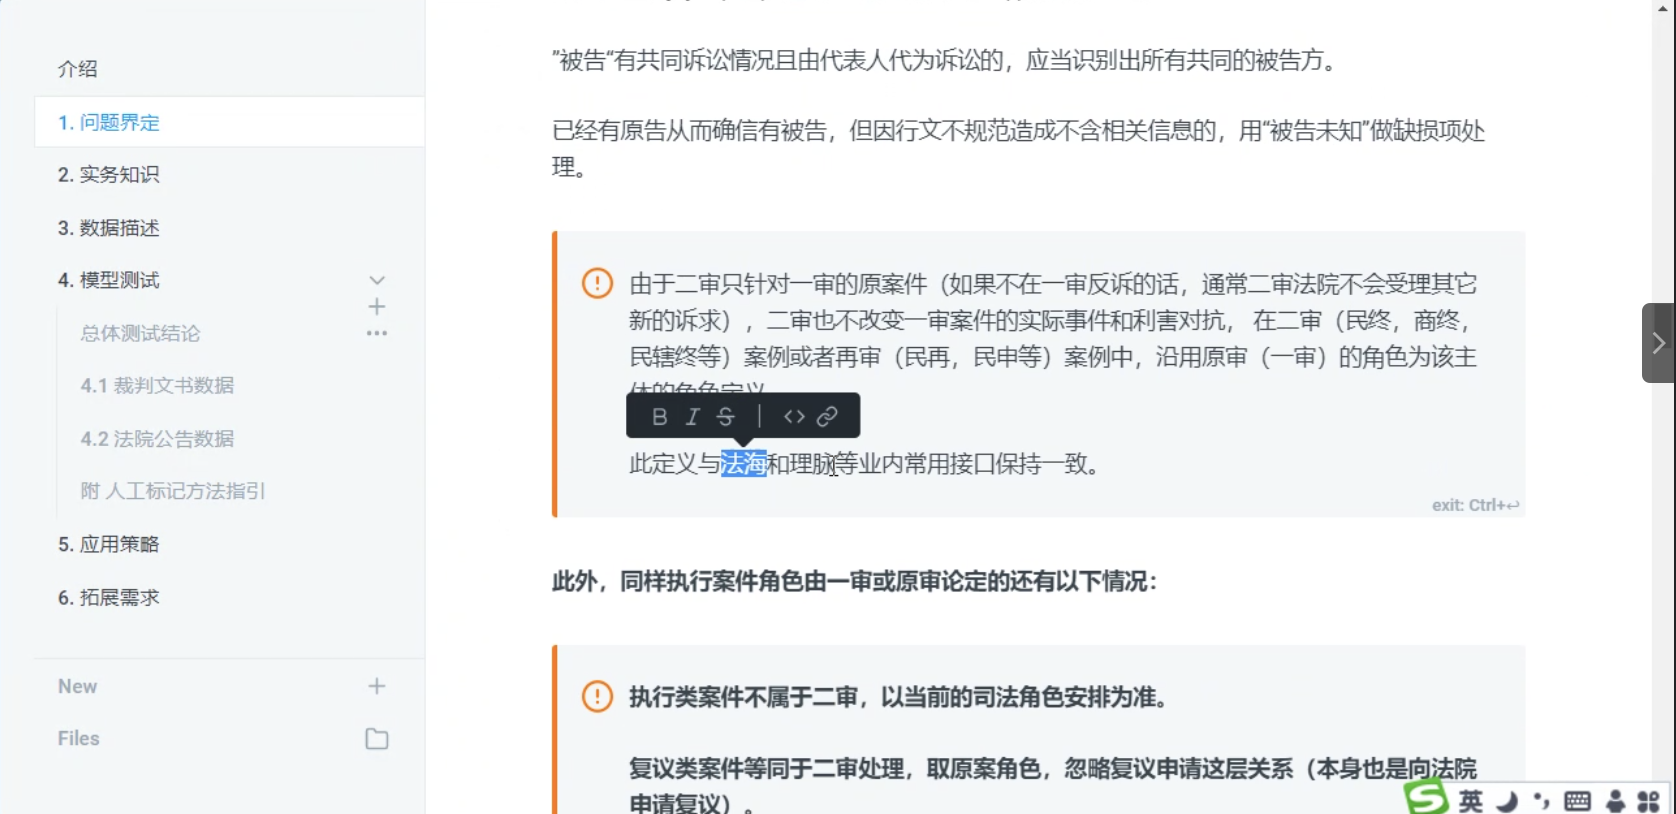 介绍
1. 问题界定
2. 实务知识
3. 数据描述
4. 模型测试
总体测试结论
4.1 裁判文书数据
4.2 法院公告数据
附 人工标记方法指引
5. 应用策略
6. 拓展需求
New
Files
”被告“有共同诉讼情况且由代表人代为诉讼的，应当识别出所有共同的被告方。
已经有原告从而确信有被告，但因行文不规范造成不含相关信息的，用“被告未知”做缺损项处
理。
由于二审只针对一审的原案件（如果不在一审反诉的话，通常二审法院不会受理其它
新的诉求），二审也不改变一审案件的实际事件和利害对抗， 在二审（民终，商终，
民辖终等）案例或者再审（民再，民申等）案例中，沿用原审（一审）的角色为该主
体的角色定义
B I S <>
此定义与法海和理脉等业内常用接口保持一致。
exit: Ctrl+↩
此外，同样执行案件角色由一审或原审论定的还有以下情况：
执行类案件不属于二审，以当前的司法角色安排为准。
复议类案件等同于二审处理，取原案角色，忽略复议申请这层关系（本身也是向法院
申请复议）。
S 英